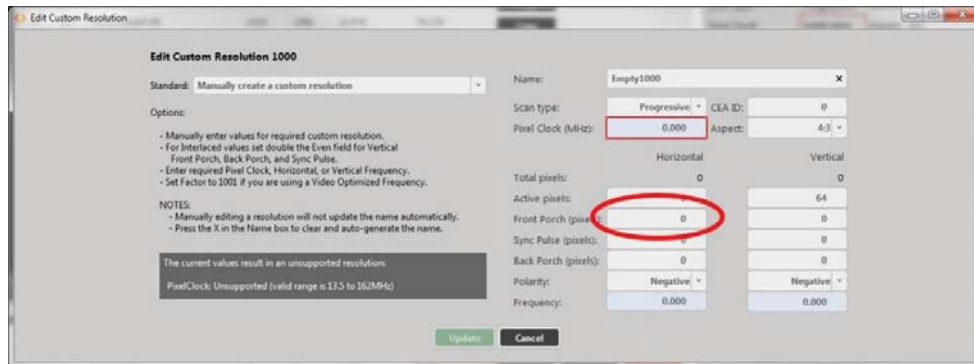 Edit Custom Resolution
Edit Custom Resolution 1000
Standard: Manually create a custom resolution
Options:
- Manually enter values for required custom resolution.
- For Interlaced values set double the Even field for Vertical
Front Porch, Back Porch, and Sync Pulse.
- Enter required Pixel Clock, Horizontal, or Vertical Frequency.
- Set Factor to 1001 if you are using a Video Optimized Frequency.
NOTES:
- Manually editing a resolution will not update the name automatically.
- Press the X in the Name box to clear and auto-generate the name.
The current values result in an unsupported resolution:
PixelClock: Unsupported (valid range is 13.5 to 162MHz)
Name: Empty1000 x
Scan type: Progressive CEA ID: 0
Pixel Clock (MHz): 0.000 Aspect: 4:3
Horizontal Vertical
Total pixels: 0 0
Active pixels: 64
Front Porch (pixels): 0 0
Sync Pulse (pixels): 0 0
Back Porch (pixels): 0 0
Polarity: Negative Negative
Frequency: 0.000 0.000
Update Cancel